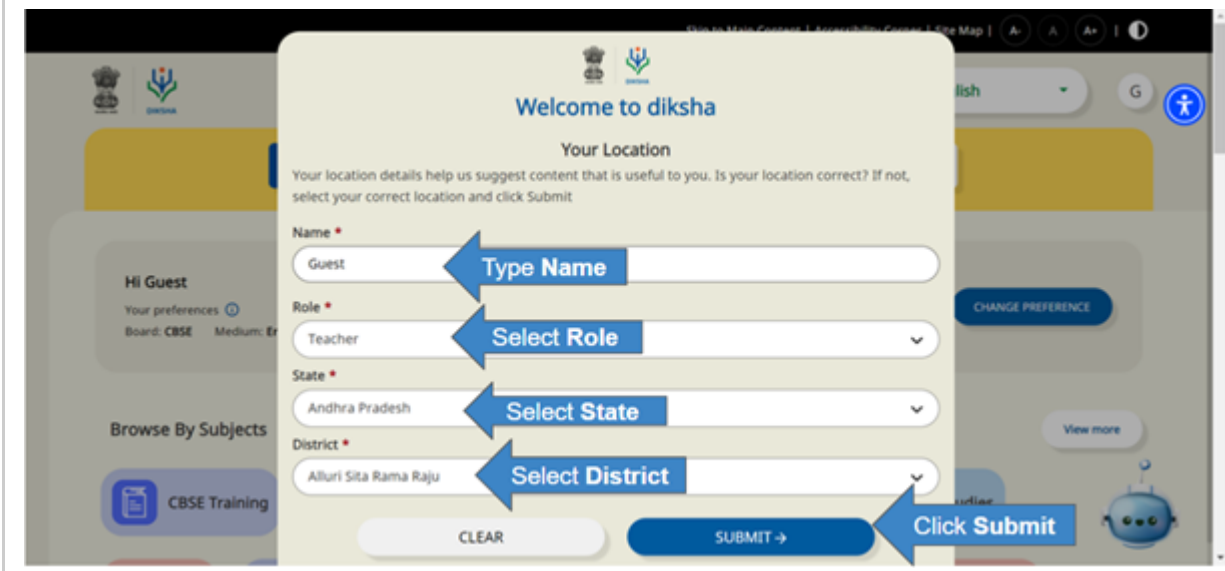 Skip to Main Content | Accessibility Corner | Site Map | A- A A+ |
DIKSHA
lish
G
DIKSHA
Welcome to diksha
Your Location
Your location details help us suggest content that is useful to you. Is your location correct? If not,
select your correct location and click Submit
Name *
Guest
Type Name
Role *
Teacher
Select Role
State *
Andhra Pradesh
Select State
District *
Alluri Sita Rama Raju
Select District
CLEAR
SUBMIT →
Click Submit
Hi Guest
Your preferences
Board: CBSE Medium: En
CHANGE PREFERENCE
Browse By Subjects
View more
CBSE Training